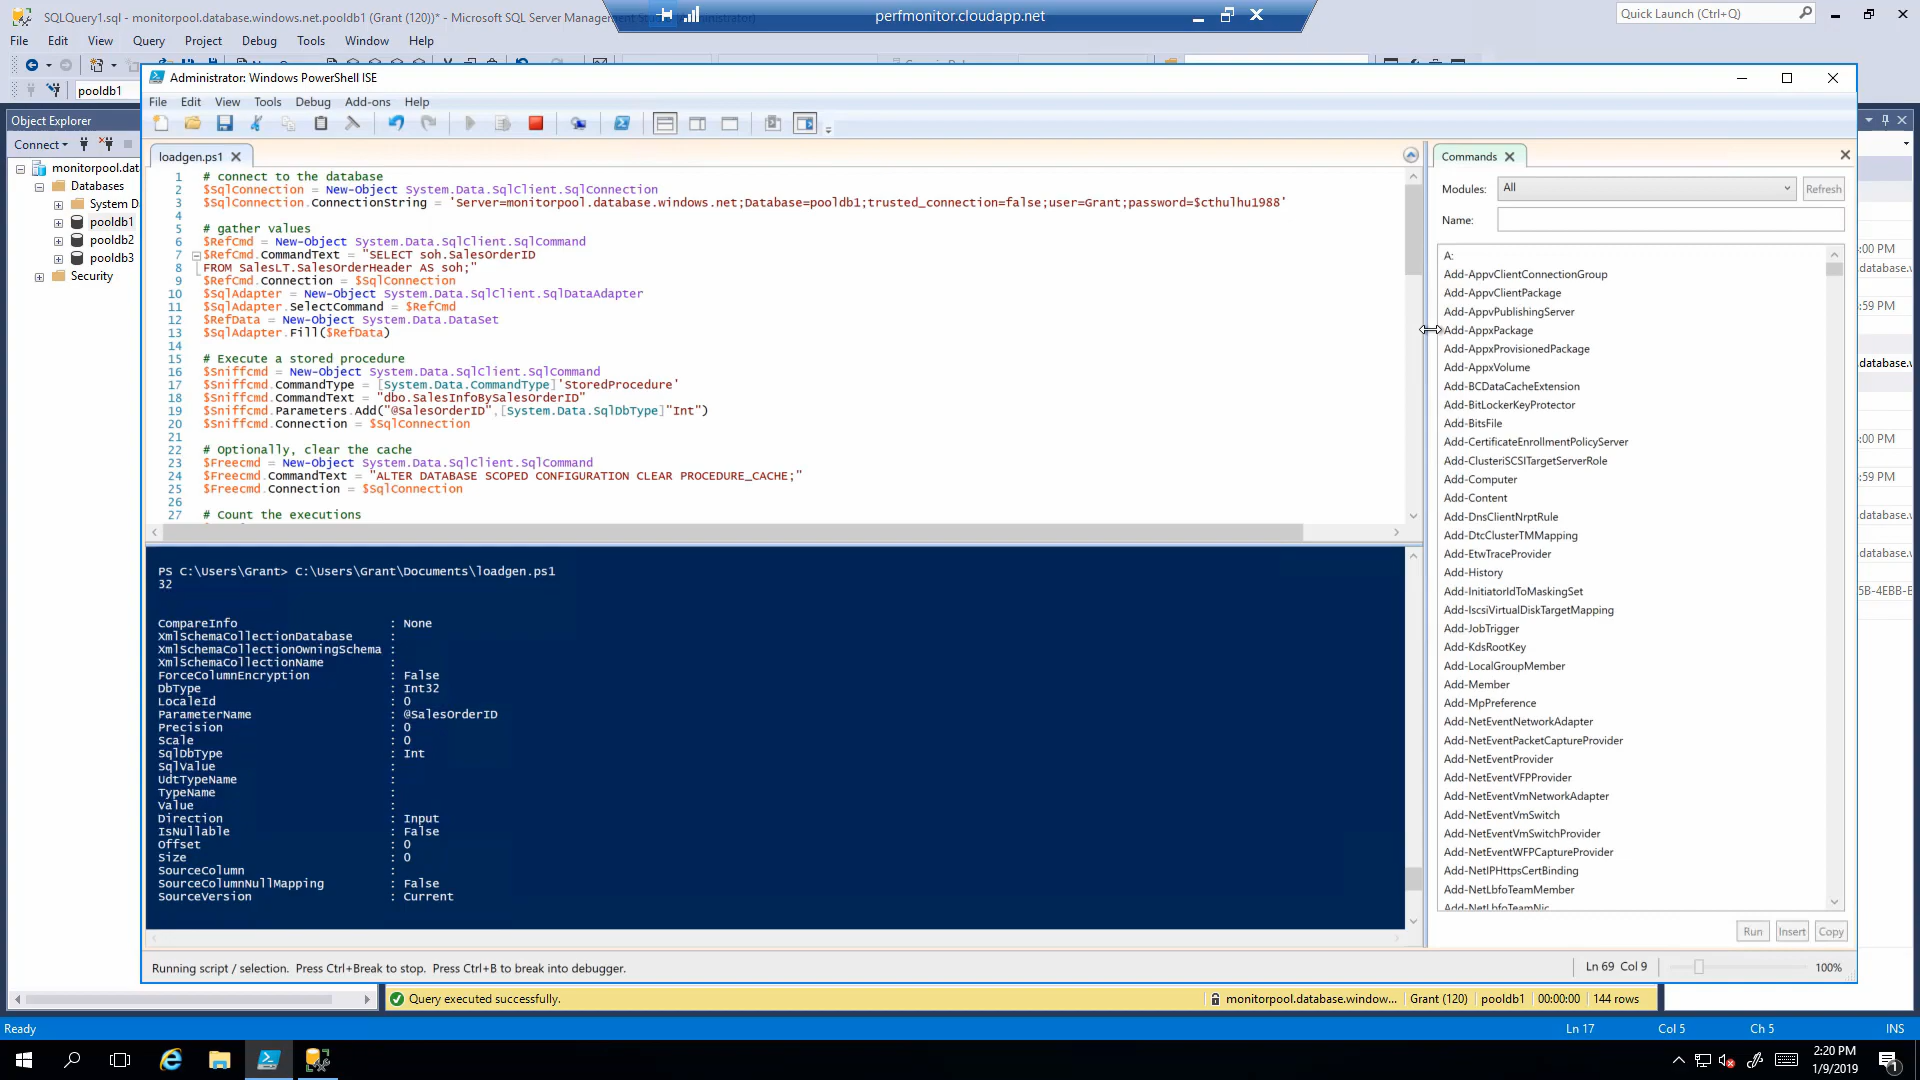 SQLQuery1.sql - monitorpool.database.windows.net.pooldb1 (Grant (120))* - Microsoft SQL Server Management
perfmonitor.cloudapp.net
Quick Launch (Ctrl+Q)
File Edit View Query Project Debug Tools Window Help
pooldb1
Object Explorer
Connect
monitorpool.dat
Databases
System D
pooldb1
pooldb2
pooldb3
Security
Administrator: Windows PowerShell ISE
File Edit View Tools Debug Add-ons Help
loadgen.ps1
1 # connect to the database
2 $SqlConnection = New-Object System.Data.SqlClient.SqlConnection
3 $SqlConnection.ConnectionString = 'Server=monitorpool.database.windows.net;Database=pooldb1;trusted_connection=false;user=Grant;password=$cthulhu1988'
4
5 # gather values
6 $RefCmd = New-Object System.Data.SqlClient.SqlCommand
7 $RefCmd.CommandText = "SELECT soh.SalesOrderID
8 FROM SalesLT.SalesOrderHeader AS soh;"
9 $RefCmd.Connection = $SqlConnection
10 $SqlAdapter = New-Object System.Data.SqlClient.SqlDataAdapter
11 $SqlAdapter.SelectCommand = $RefCmd
12 $RefData = New-Object System.Data.DataSet
13 $SqlAdapter.Fill($RefData)
14
15 # Execute a stored procedure
16 $Sniffcmd = New-Object System.Data.SqlClient.SqlCommand
17 $Sniffcmd.CommandType = [System.Data.CommandType]'StoredProcedure'
18 $Sniffcmd.CommandText = "dbo.SalesInfoBySalesOrderID"
19 $Sniffcmd.Parameters.Add("@SalesOrderID",[System.Data.SqlDbType]"Int")
20 $Sniffcmd.Connection = $SqlConnection
21
22 # Optionally, clear the cache
23 $Freecmd = New-Object System.Data.SqlClient.SqlCommand
24 $Freecmd.CommandText = "ALTER DATABASE SCOPED CONFIGURATION CLEAR PROCEDURE_CACHE;"
25 $Freecmd.Connection = $SqlConnection
26
27 # Count the executions
PS C:\Users\Grant> C:\Users\Grant\Documents\loadgen.ps1
32
CompareInfo : None
XmlSchemaCollectionDatabase :
XmlSchemaCollectionOwningSchema :
XmlSchemaCollectionName :
ForceColumnEncryption : False
DbType : Int32
LocaleId : 0
ParameterName : @SalesOrderID
Precision : 0
Scale : 0
SqlDbType : Int
SqlValue :
UdtTypeName :
TypeName :
Value :
Direction : Input
IsNullable : False
Offset : 0
Size : 0
SourceColumn :
SourceColumnNullMapping : False
SourceVersion : Current
Commands
Modules: All Refresh
Name:
A:
Add-AppvClientConnectionGroup
Add-AppvClientPackage
Add-AppvPublishingServer
Add-AppxPackage
Add-AppxProvisionedPackage
Add-AppxVolume
Add-BCDataCacheExtension
Add-BitLockerKeyProtector
Add-BitsFile
Add-CertificateEnrollmentPolicyServer
Add-ClusteriSCSITargetServerRole
Add-Computer
Add-Content
Add-DnsClientNrptRule
Add-DtcClusterTMMapping
Add-EtwTraceProvider
Add-History
Add-InitiatorIdToMaskingSet
Add-IscsiVirtualDiskTargetMapping
Add-JobTrigger
Add-KdsRootKey
Add-LocalGroupMember
Add-Member
Add-MpPreference
Add-NetEventNetworkAdapter
Add-NetEventPacketCaptureProvider
Add-NetEventProvider
Add-NetEventVFPProvider
Add-NetEventVmNetworkAdapter
Add-NetEventVmSwitch
Add-NetEventVmSwitchProvider
Add-NetEventWFPCaptureProvider
Add-NetIPHttpsCertBinding
Add-NetLbfoTeamMember
Add-NetLbfoTeamNic
Run Insert Copy
:00 PM
database.v
:59 PM
database.
:00 PM
:59 PM
database.v
database.
5B-4EBB-E
Running script / selection. Press Ctrl+Break to stop. Press Ctrl+B to break into debugger.
Ln 69 Col 9
100%
Query executed successfully.
monitorpool.database.window... Grant (120) pooldb1 00:00:00 144 rows
Ready
Ln 17 Col 5 Ch 5 INS
2:20 PM
1/9/2019
1